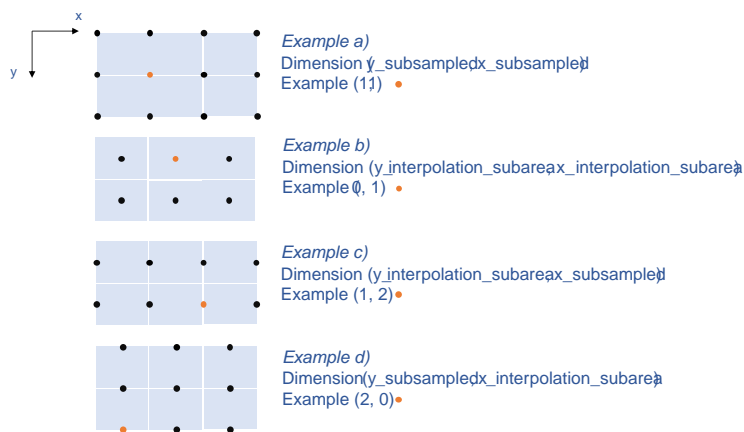 x
y
Example a)
Dimension (y_subsampled, x_subsampled)
Example (1, 1)
Example b)
Dimension (y_interpolation_subarea, x_interpolation_subarea)
Example (0, 1)
Example c)
Dimension (y_interpolation_subarea, x_subsampled)
Example (1, 2)
Example d)
Dimension (y_subsampled, x_interpolation_subarea)
Example (2, 0)